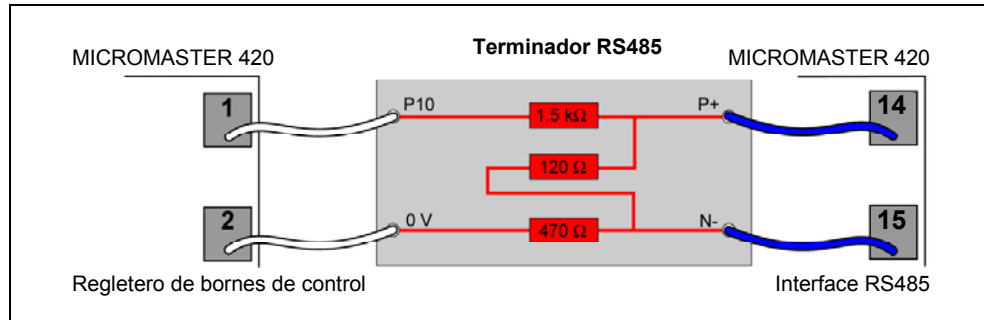 Terminador RS485
MICROMASTER 420
MICROMASTER 420
1
P10
1.5 kΩ
P+
14
120 Ω
2
0 V
470 Ω
N-
15
Regletero de bornes de control
Interface RS485